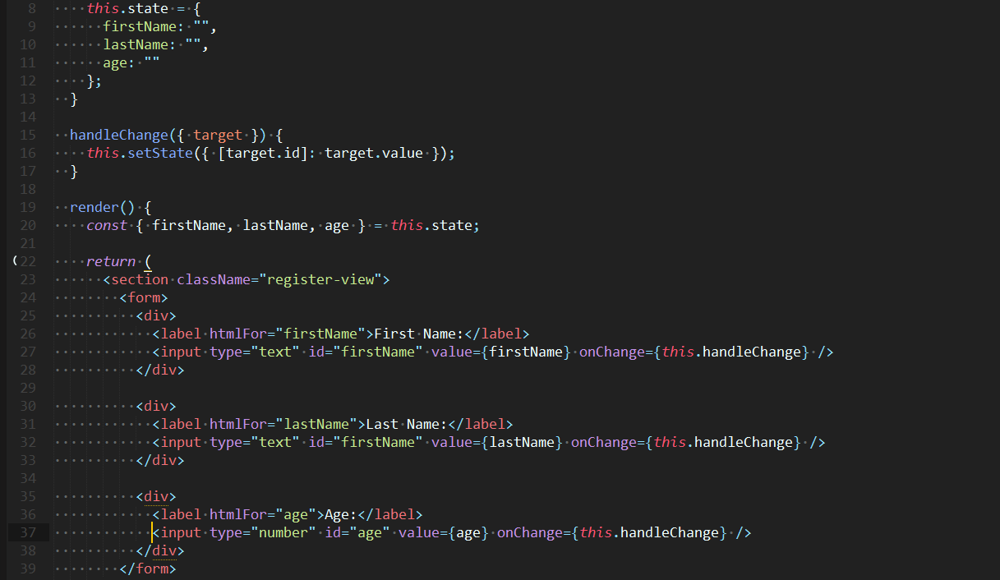 8     this.state = {
9       firstName: "",
10       lastName: "",
11       age: ""
12     };
13   }
14
15   handleChange({ target }) {
16     this.setState({ [target.id]: target.value });
17   }
18
19   render() {
20     const { firstName, lastName, age } = this.state;
21
22     return (
23       <section className="register-view">
24         <form>
25           <div>
26             <label htmlFor="firstName">First Name:</label>
27             <input type="text" id="firstName" value={firstName} onChange={this.handleChange} />
28           </div>
29
30           <div>
31             <label htmlFor="lastName">Last Name:</label>
32             <input type="text" id="firstName" value={lastName} onChange={this.handleChange} />
33           </div>
34
35           <div>
36             <label htmlFor="age">Age:</label>
37             <input type="number" id="age" value={age} onChange={this.handleChange} />
38           </div>
39         </form>